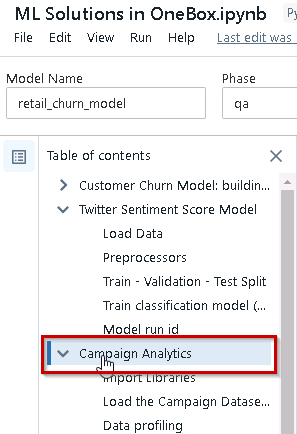 ML Solutions in OneBox.ipynb Py
File Edit View Run Help Last edit was
Model Name Phase
retail_churn_model qa
Table of contents
Customer Churn Model: buildin...
Twitter Sentiment Score Model
Load Data
Preprocessors
Train - Validation - Test Split
Train classification model (...
Model run id
Campaign Analytics
Import Libraries
Load the Campaign Datase...
Data profiling